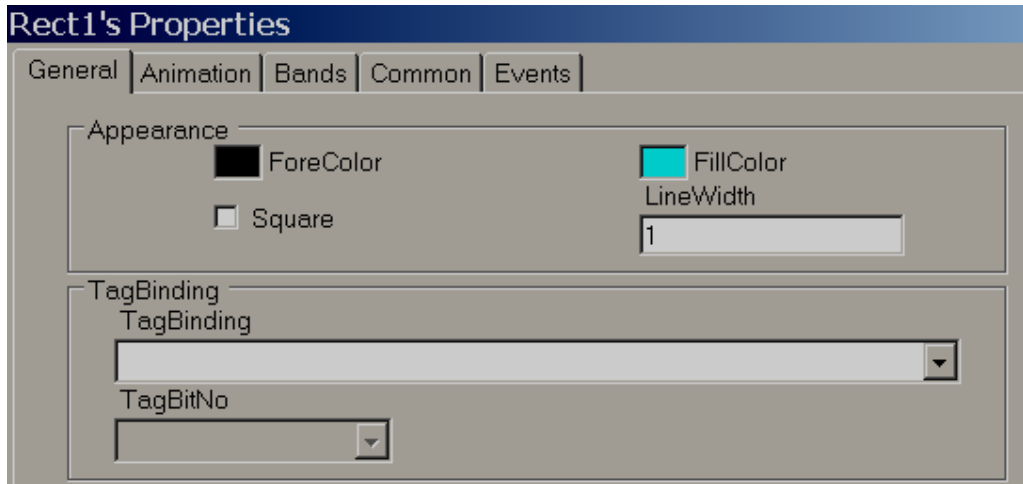 Rect1's Properties
General Animation Bands Common Events
Appearance
ForeColor FillColor
LineWidth
Square
1
TagBinding
TagBinding
TagBitNo